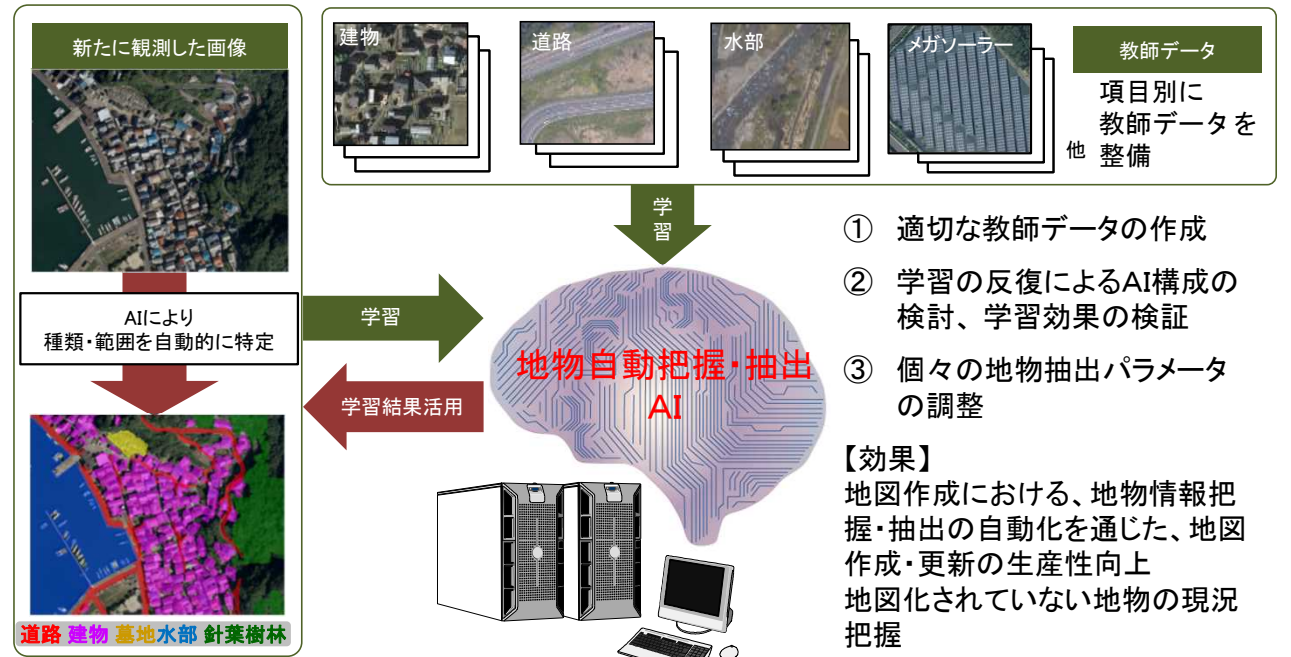 新たに観測した画像
AIにより
種類・範囲を自動的に特定
道路 建物 墓地 水部 針葉樹林
建物
道路
水部
メガソーラー
他
教師データ
項目別に
教師データを
整備
学
習
学習
学習結果活用
地物自動把握・抽出
AI
① 適切な教師データの作成
② 学習の反復によるAI構成の
検討、学習効果の検証
③ 個々の地物抽出パラメータ
の調整
【効果】
地図作成における、地物情報把
握・抽出の自動化を通じた、地図
作成・更新の生産性向上
地図化されていない地物の現況
把握